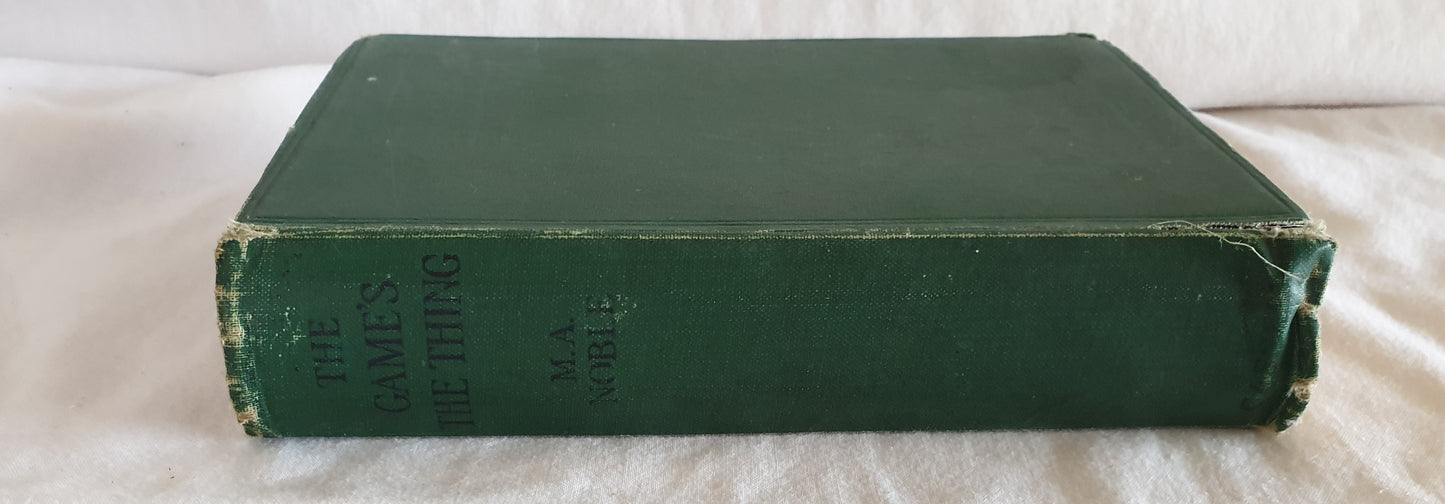 THE
GAME'S
THE THING
M.A.
NOBLE